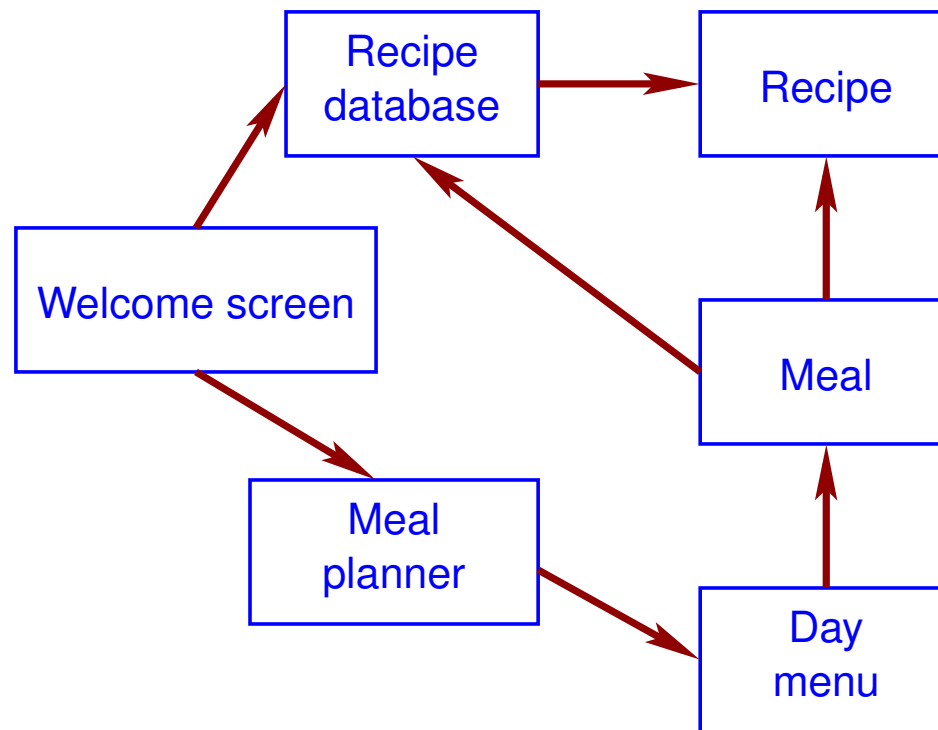 Recipe
database
Recipe
Welcome screen
Meal
Meal
planner
Day
menu